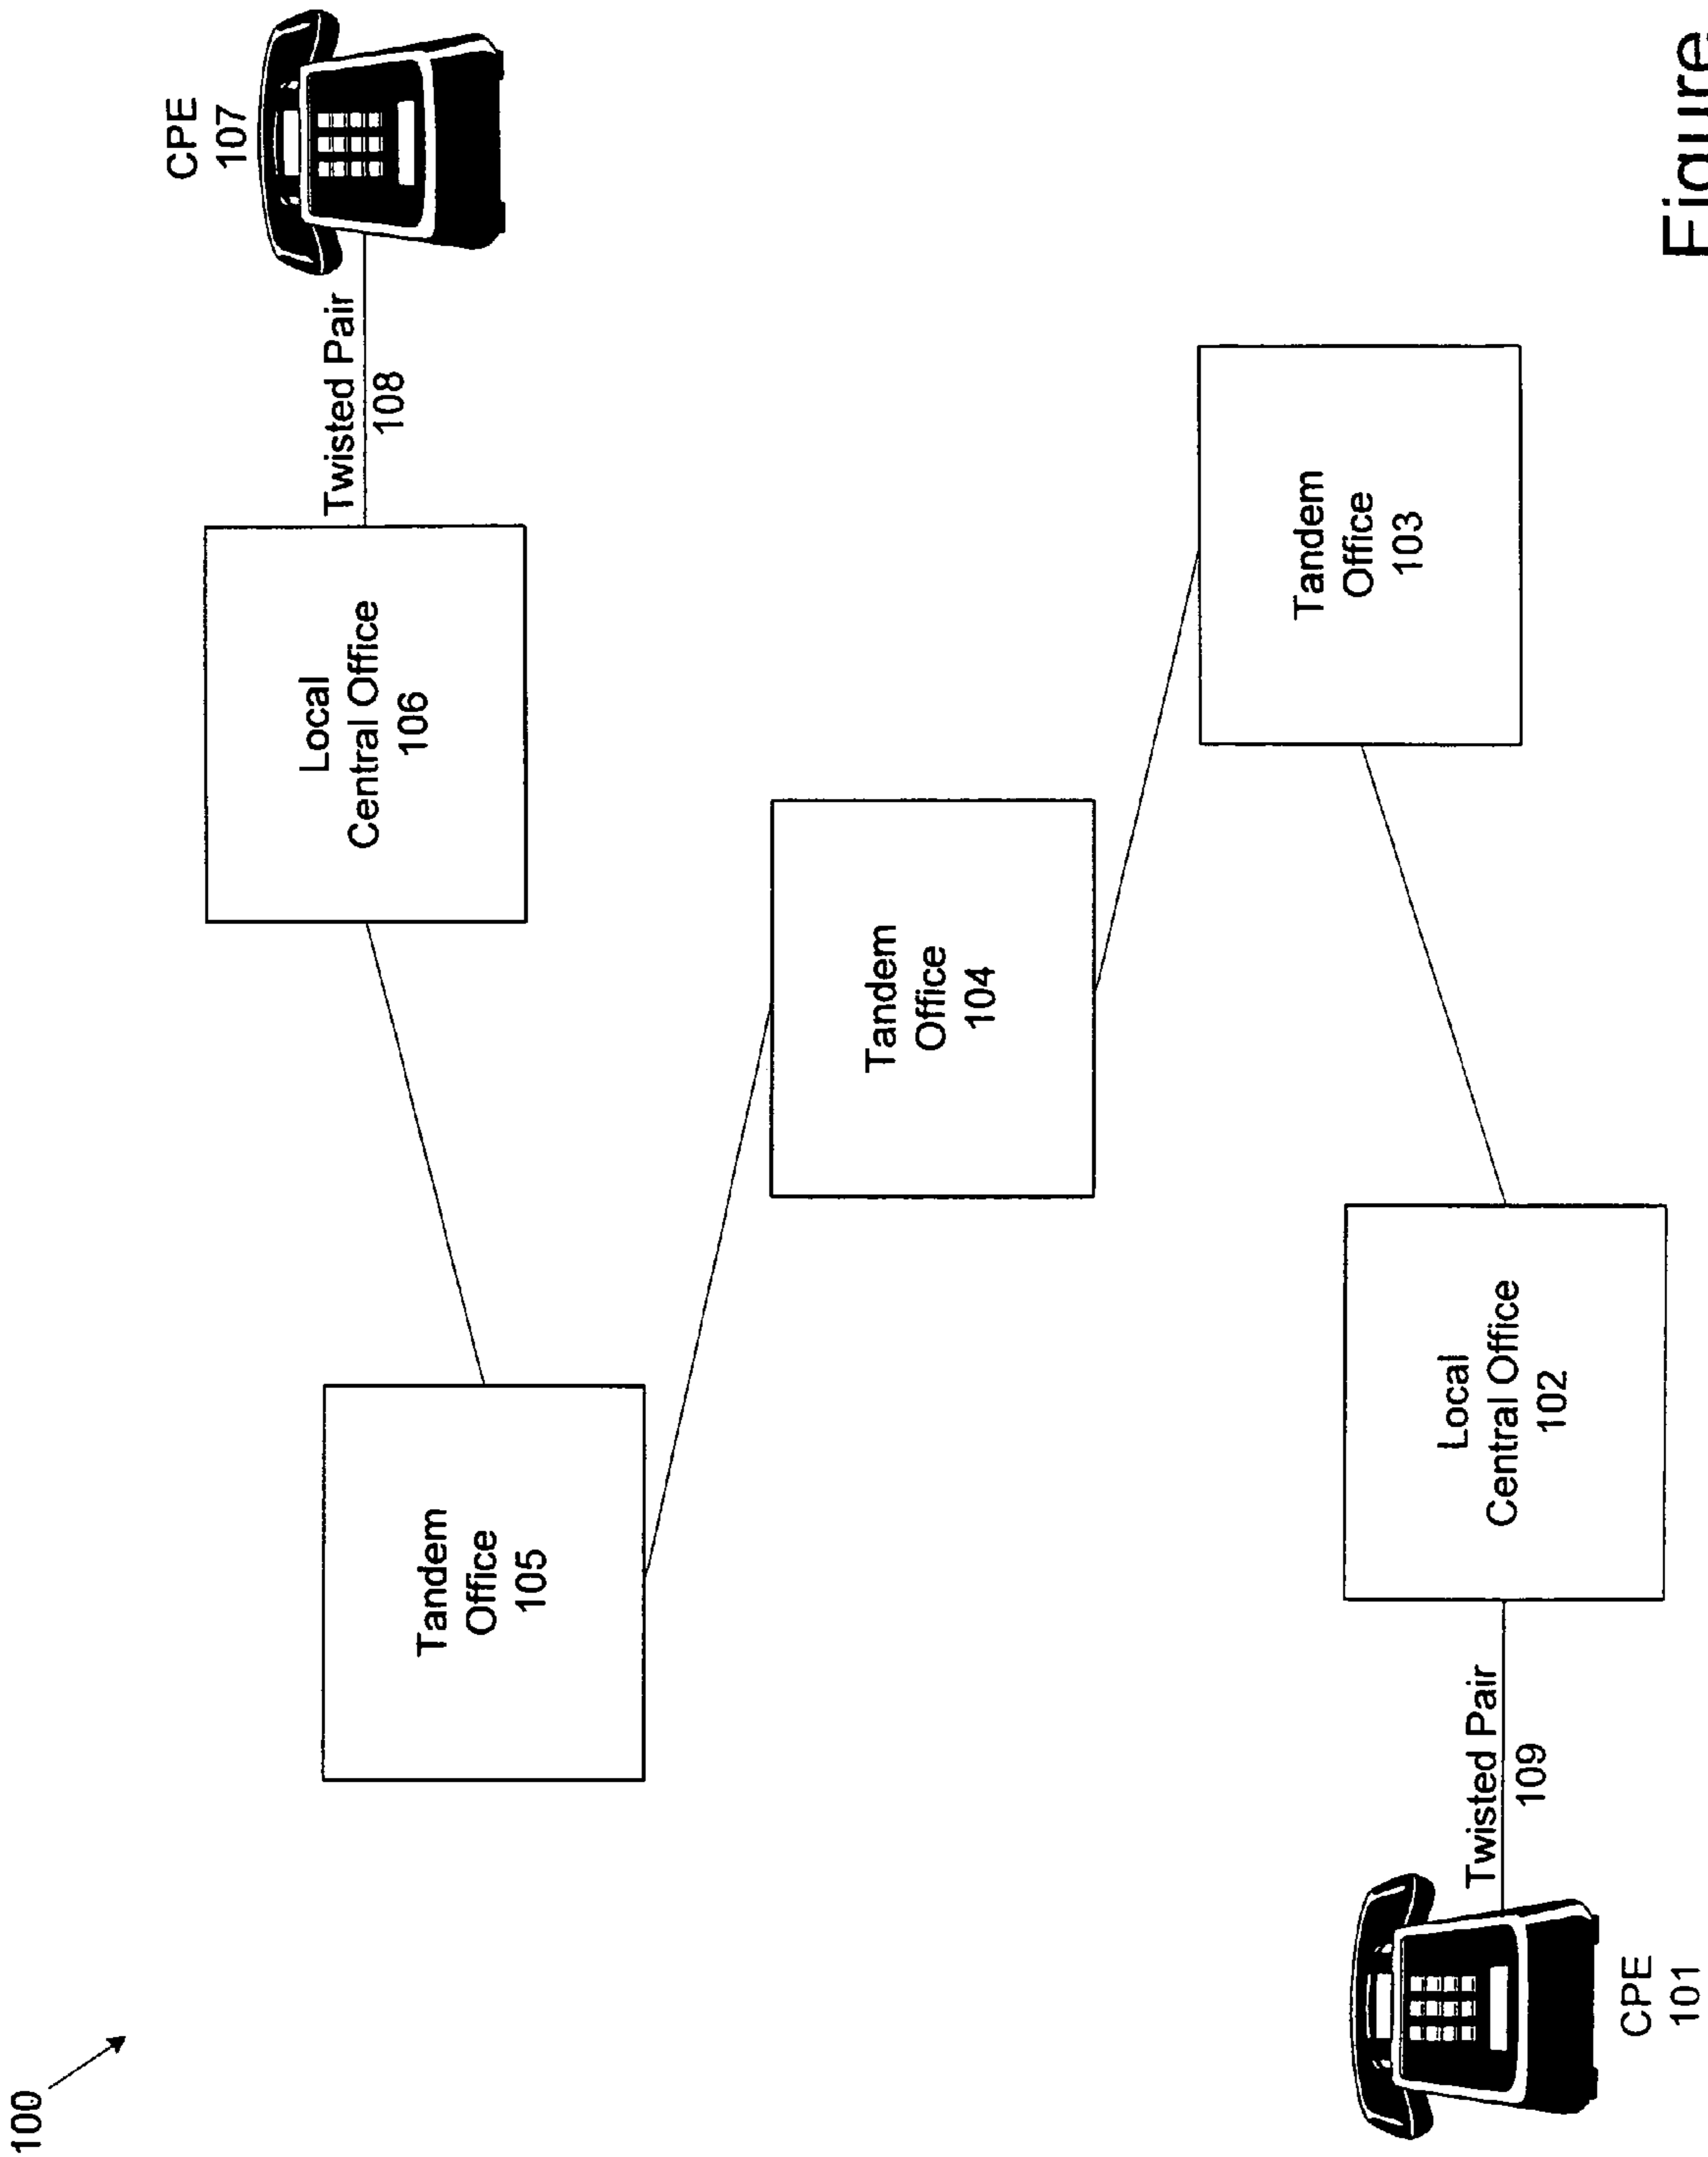 100
CPE
107
Twisted Pair
108
Local
Central Office
106
Tandem
Office
105
Tandem
Office
104
Tandem
Office
103
Local
Central Office
102
Twisted Pair
109
CPE
101
Figure